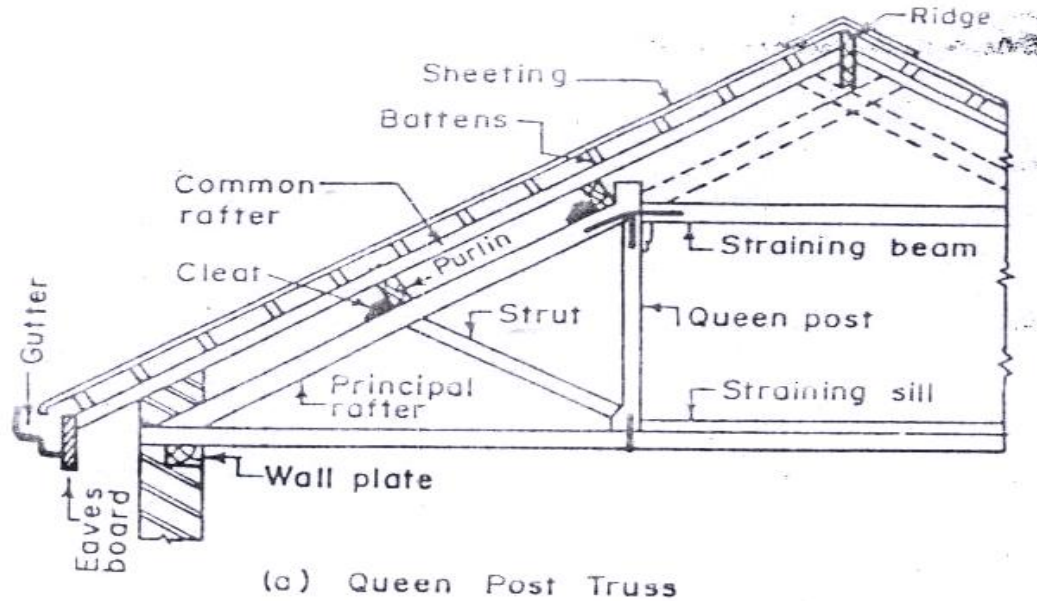 Ridge
Sheeting
Battens
Common
rafter
Purlin
Cleat
Straining beam
Gutter
Strut
Queen post
Principal
rafter
Straining sill
Wall plate
Eaves
board
(a) Queen Post Truss